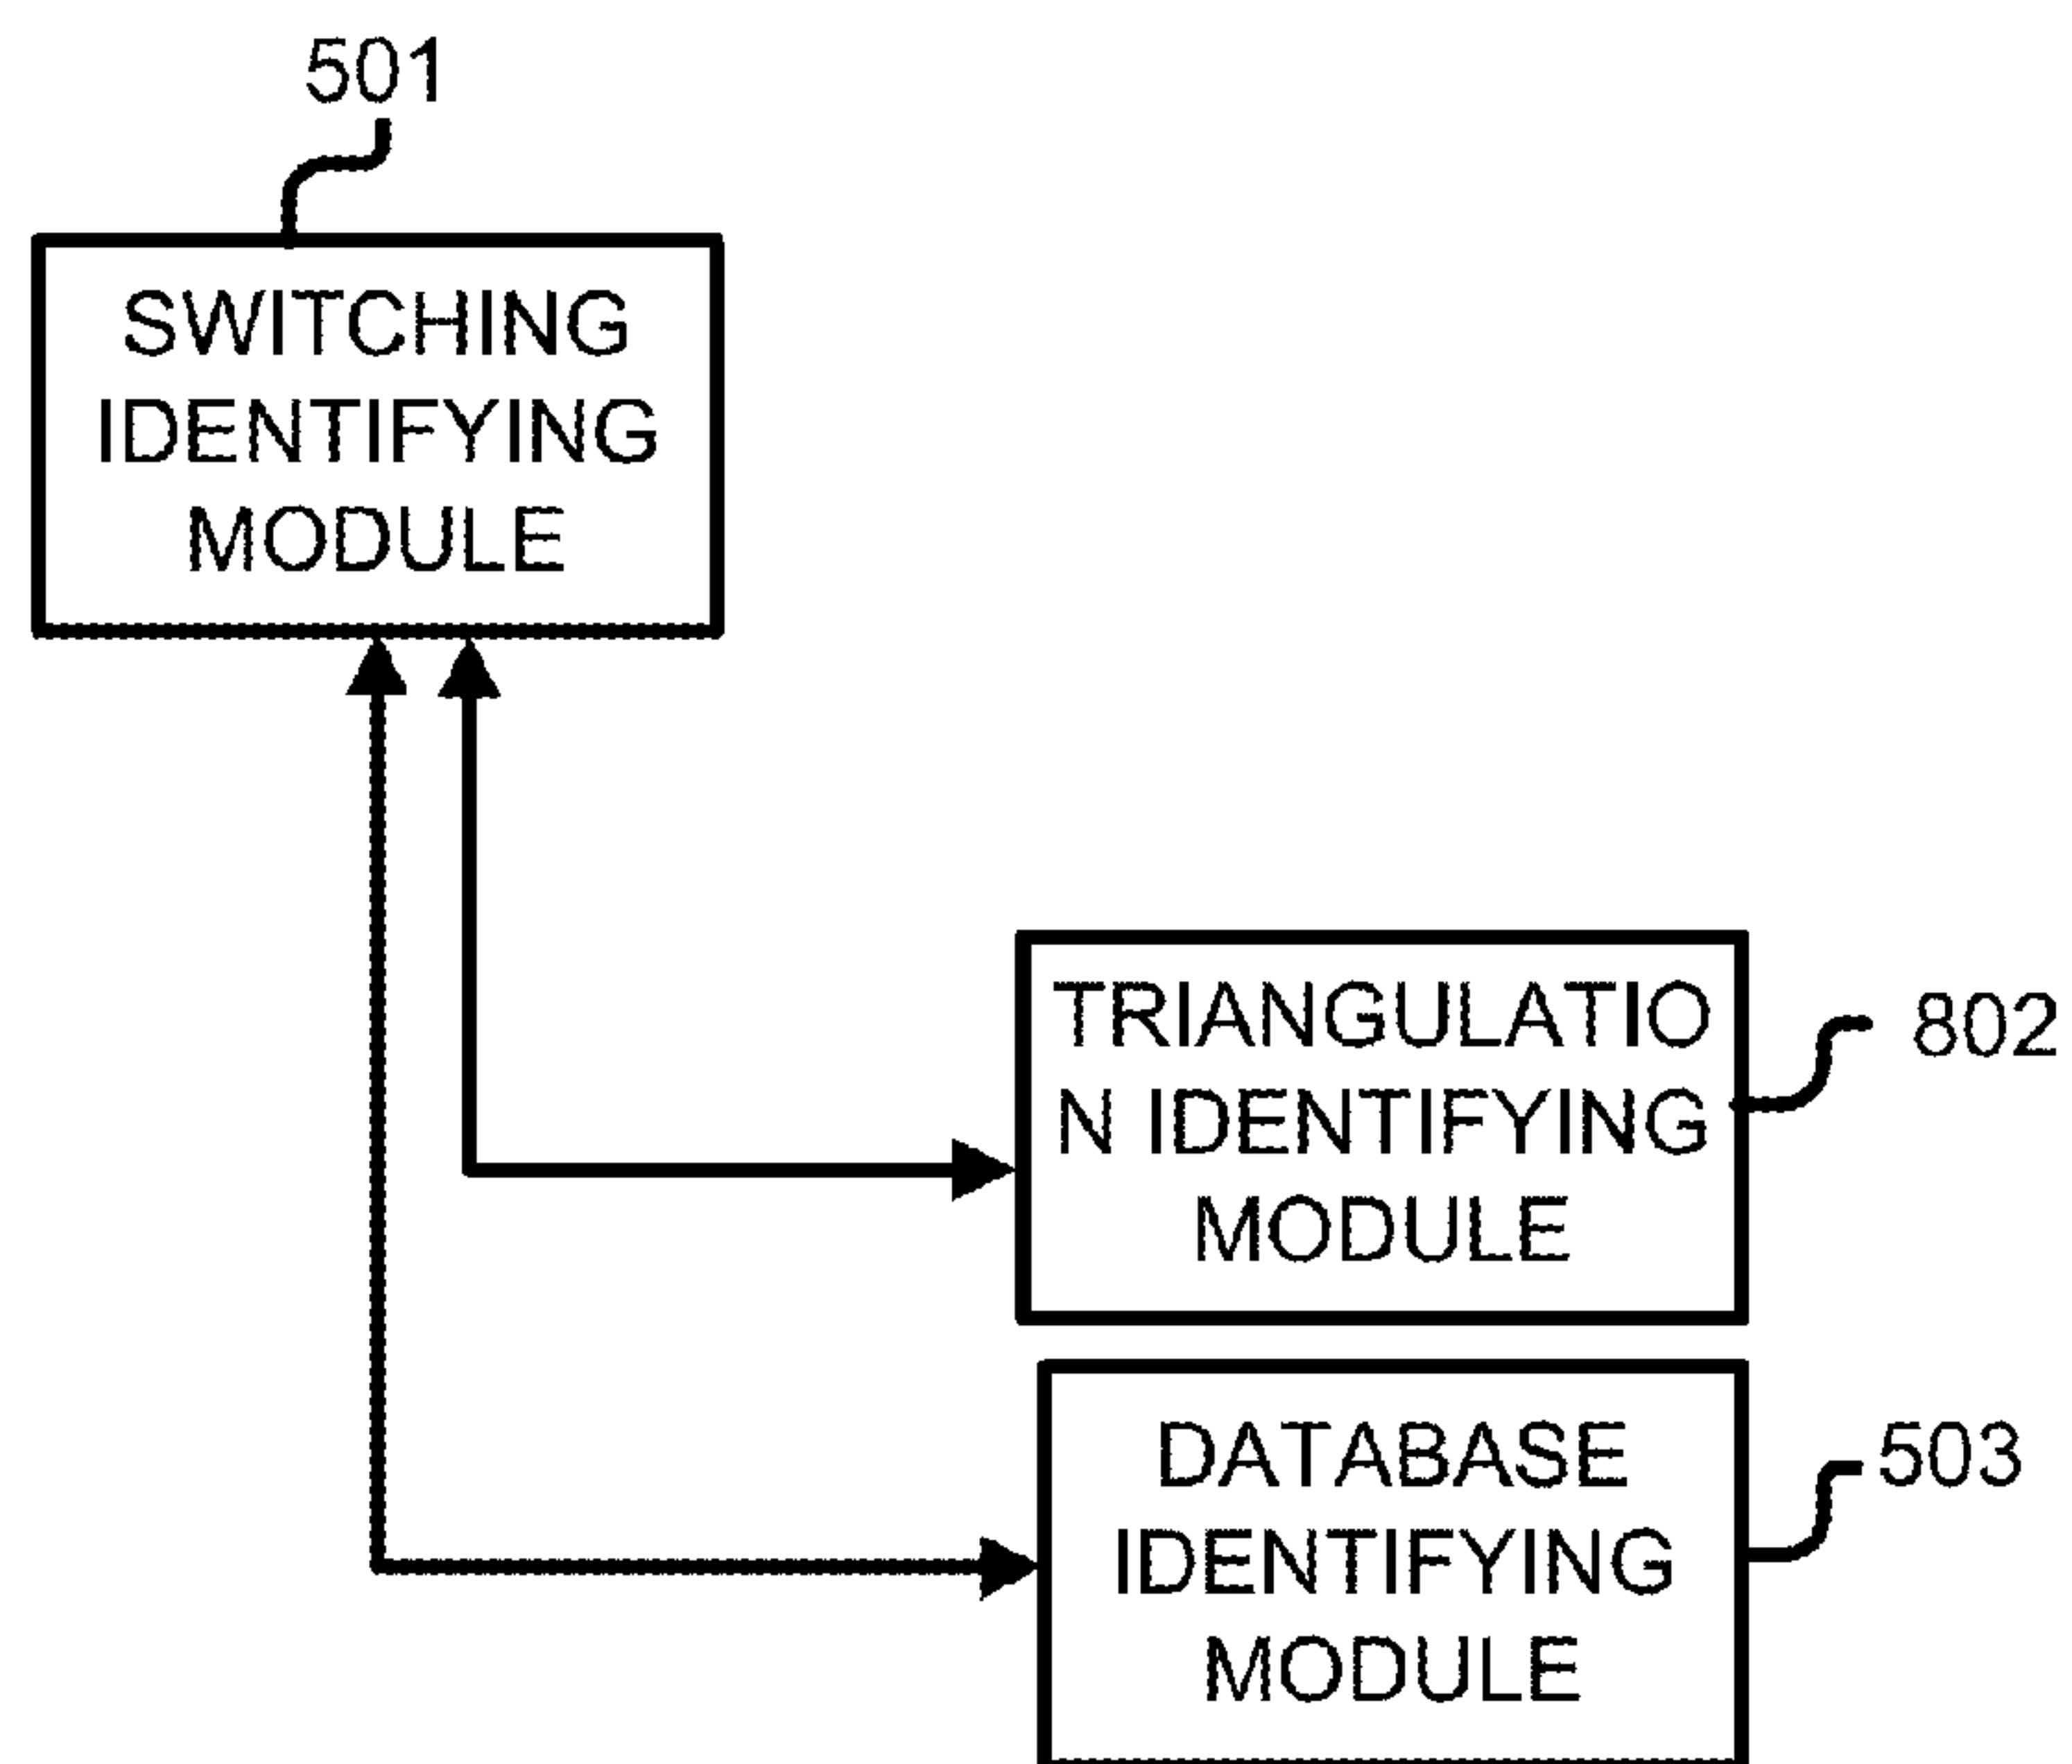 501
SWITCHING
IDENTIFYING
MODULE
TRIANGULATIO
N IDENTIFYING
MODULE
802
DATABASE
IDENTIFYING
MODULE
503